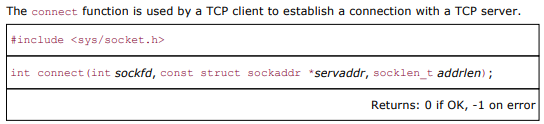 The connect function is used by a TCP client to establish a connection with a TCP server.
#include <sys/socket.h>
int connect(int sockfd, const struct sockaddr *servaddr, socklen_t addrlen);
Returns: 0 if OK, -1 on error